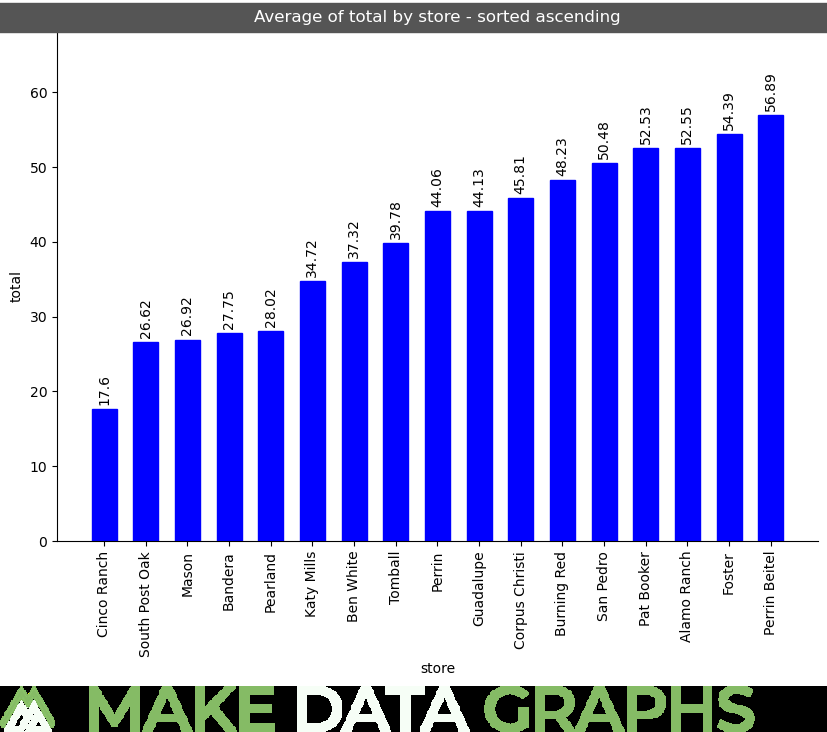 Average of total by store - sorted ascending
total
60
50
40
30
20
10
0
17.6
26.62
26.92
27.75
28.02
34.72
37.32
39.78
44.06
44.13
45.81
48.23
50.48
52.53
52.55
54.39
56.89
Cinco Ranch
South Post Oak
Mason
Bandera
Pearland
Katy Mills
Ben White
Tomball
Perrin
Guadalupe
Corpus Christi
Burning Red
San Pedro
Pat Booker
Alamo Ranch
Foster
Perrin Beitel
store
MAKE DATA GRAPHS